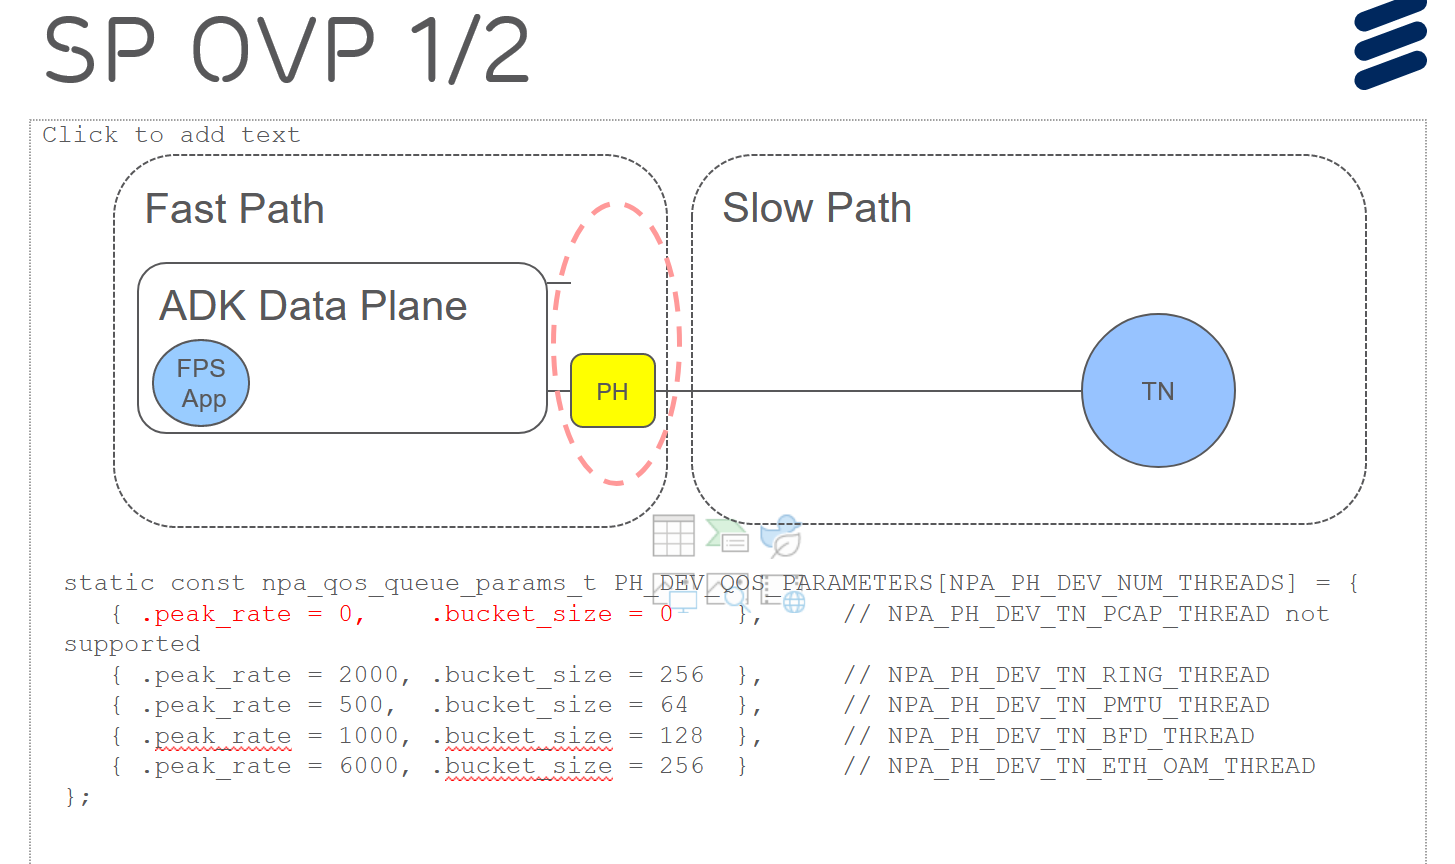 SP OVP 1/2
Click to add text
Fast Path
Slow Path
ADK Data Plane
FPS
App
PH
TN
static const npa_qos_queue_params_t PH_DEV_QOS_PARAMETERS[NPA_PH_DEV_NUM_THREADS] = {
{ .peak_rate = 0, .bucket_size = 0 }, // NPA_PH_DEV_TN_PCAP_THREAD not
supported
{ .peak_rate = 2000, .bucket_size = 256 }, // NPA_PH_DEV_TN_RING_THREAD
{ .peak_rate = 500, .bucket_size = 64 }, // NPA_PH_DEV_TN_PMTU_THREAD
{ .peak_rate = 1000, .bucket_size = 128 }, // NPA_PH_DEV_TN_BFD_THREAD
{ .peak_rate = 6000, .bucket_size = 256 } // NPA_PH_DEV_TN_ETH_OAM_THREAD
};